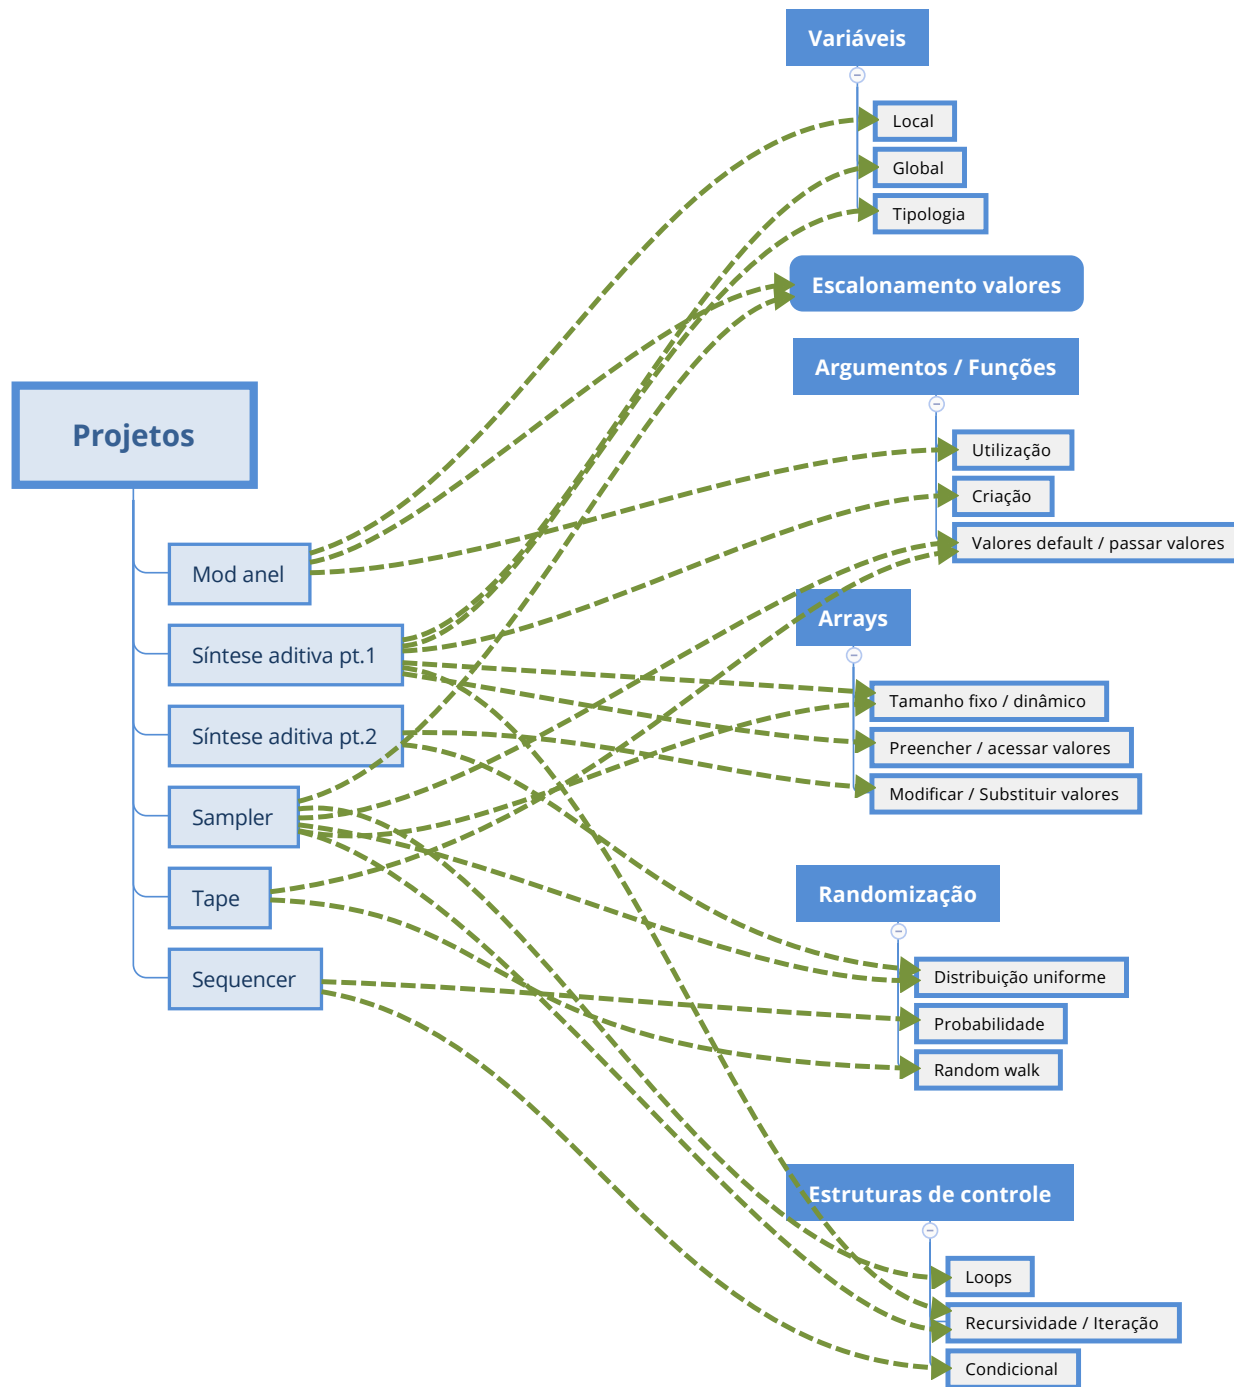 Projetos
Mod anel
Síntese aditiva pt.1
Síntese aditiva pt.2
Sampler
Tape
Sequencer
Variáveis
Local
Global
Tipologia
Escalonamento valores
Argumentos / Funções
Utilização
Criação
Valores default / passar valores
Arrays
Tamanho fixo / dinâmico
Preencher / acessar valores
Modificar / Substituir valores
Randomização
Distribuição uniforme
Probabilidade
Random walk
Estruturas de controle
Loops
Recursividade / Iteração
Condicional